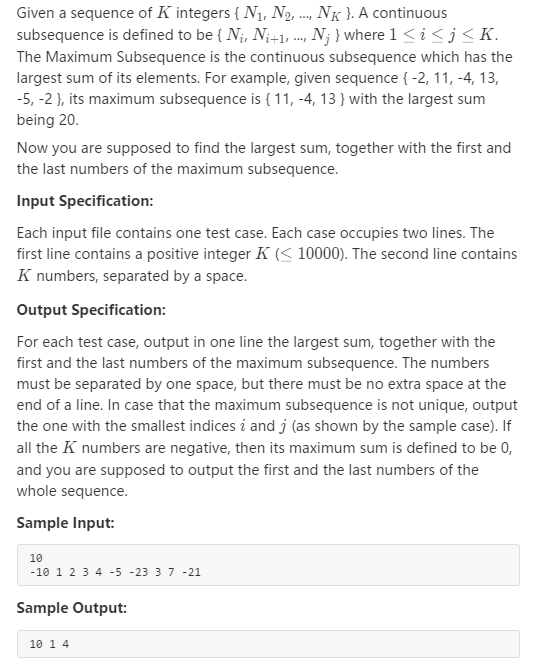 Given a sequence of K integers { N₁, N₂, ..., N_K }. A continuous
subsequence is defined to be { N_i, N_{i+1}, ..., N_j } where 1 ≤ i ≤ j ≤ K.
The Maximum Subsequence is the continuous subsequence which has the
largest sum of its elements. For example, given sequence { -2, 11, -4, 13,
-5, -2 }, its maximum subsequence is { 11, -4, 13 } with the largest sum
being 20.
Now you are supposed to find the largest sum, together with the first and
the last numbers of the maximum subsequence.
Input Specification:
Each input file contains one test case. Each case occupies two lines. The
first line contains a positive integer K (≤ 10000). The second line contains
K numbers, separated by a space.
Output Specification:
For each test case, output in one line the largest sum, together with the
first and the last numbers of the maximum subsequence. The numbers
must be separated by one space, but there must be no extra space at the
end of a line. In case that the maximum subsequence is not unique, output
the one with the smallest indices i and j (as shown by the sample case). If
all the K numbers are negative, then its maximum sum is defined to be 0,
and you are supposed to output the first and the last numbers of the
whole sequence.
Sample Input:
10
-10 1 2 3 4 -5 -23 3 7 -21
Sample Output:
10 1 4